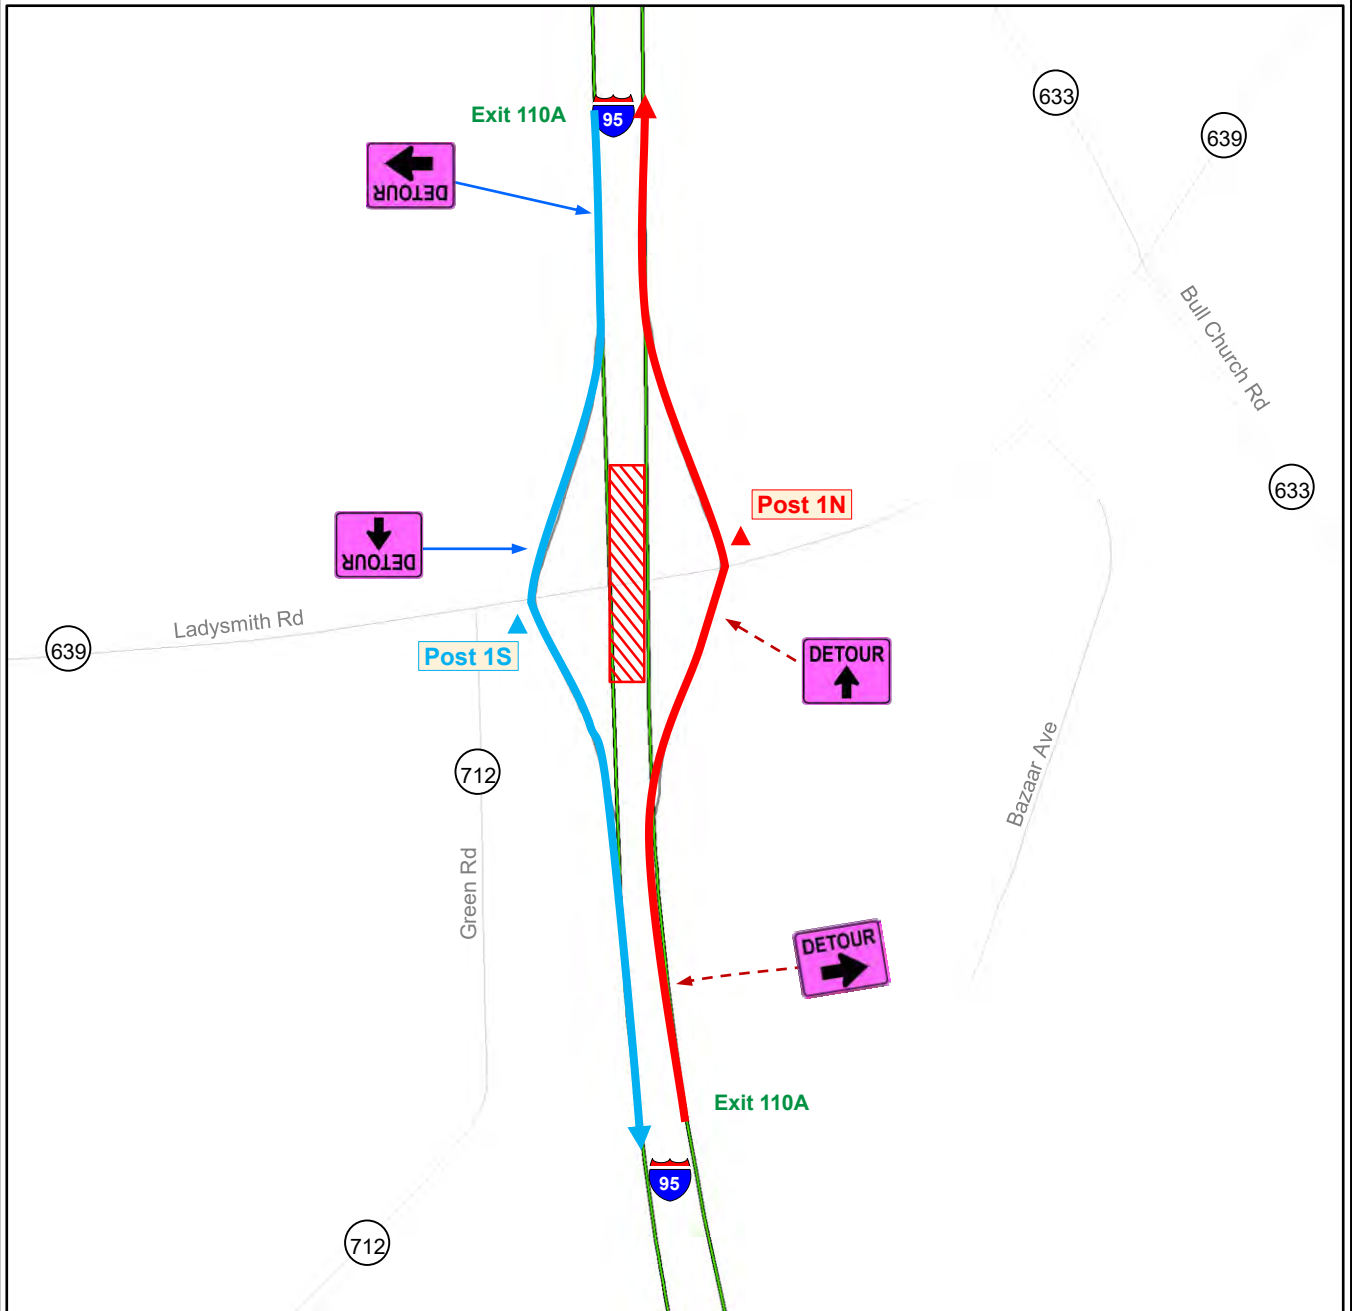 Exit 110A
95
633
639
DETOUR
Bull Church Rd
Post 1N
633
DETOUR
Ladysmith Rd
639
Post 1S
DETOUR
712
Bazaar Ave
Green Rd
DETOUR
Exit 110A
95
712